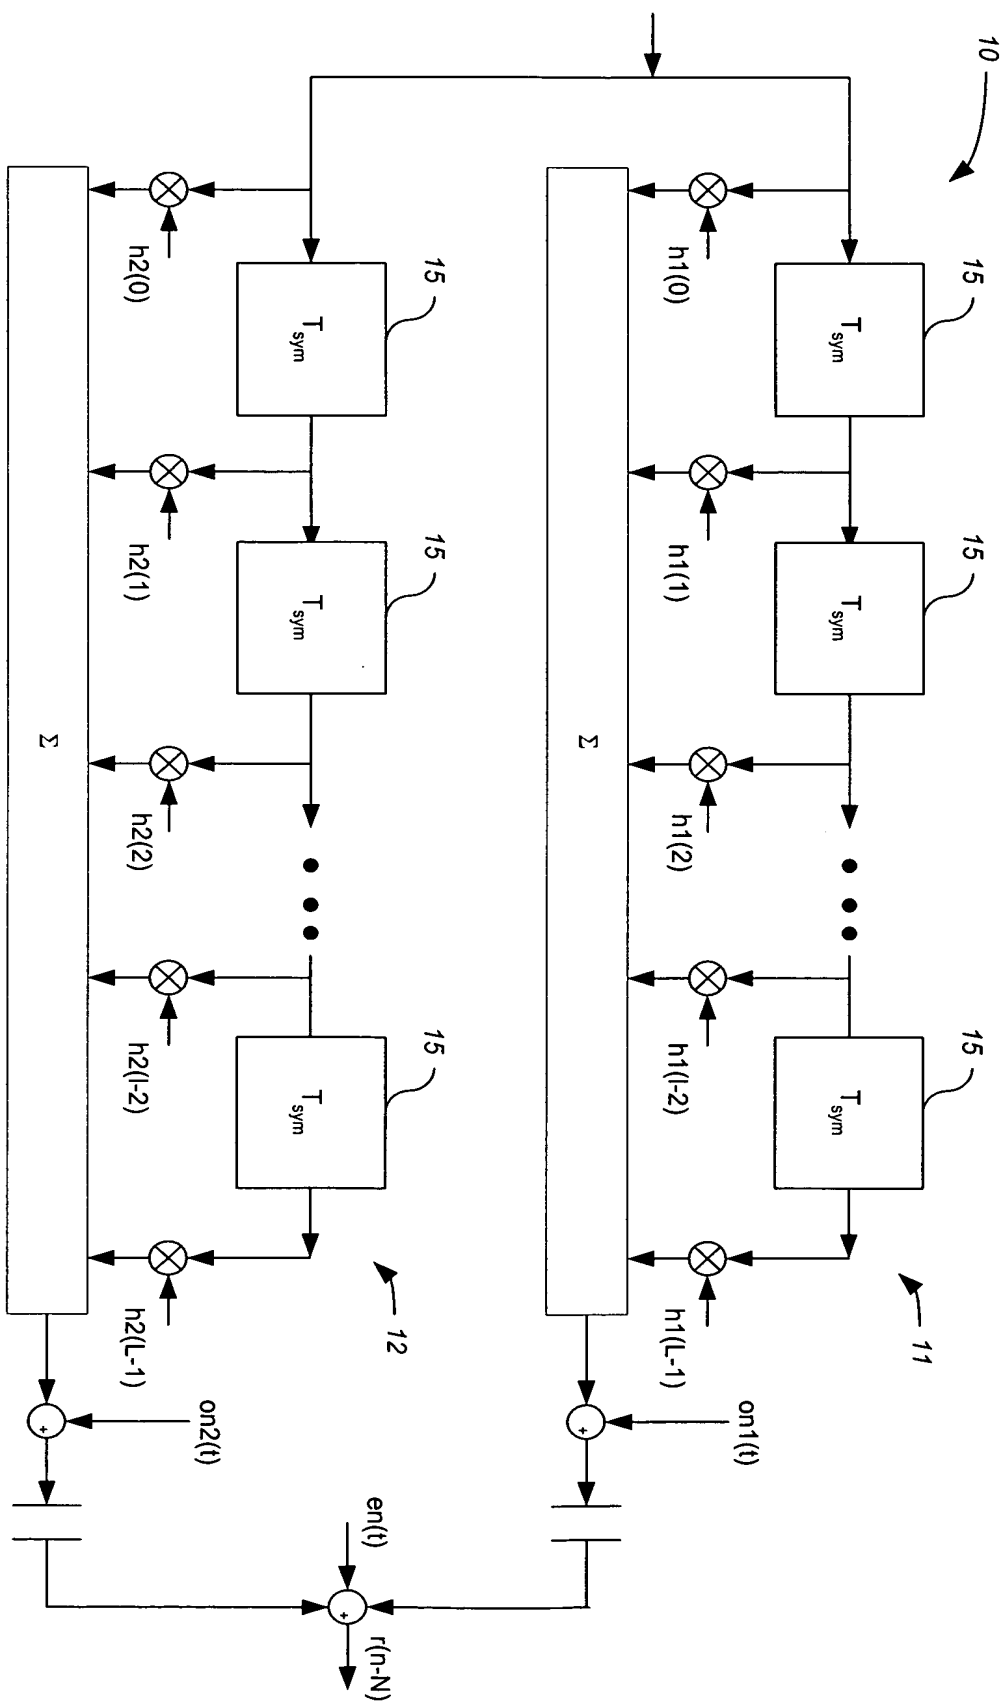 10
15
15
15
T sym
T sym
T sym
h1(0)
h1(1)
h1(2)
h1(l-2)
h1(L-1)
11
Σ
on1(t)
+
15
15
15
T sym
T sym
T sym
h2(0)
h2(1)
h2(2)
h2(l-2)
h2(L-1)
12
Σ
on2(t)
+
en(t)
+
r(n-N)